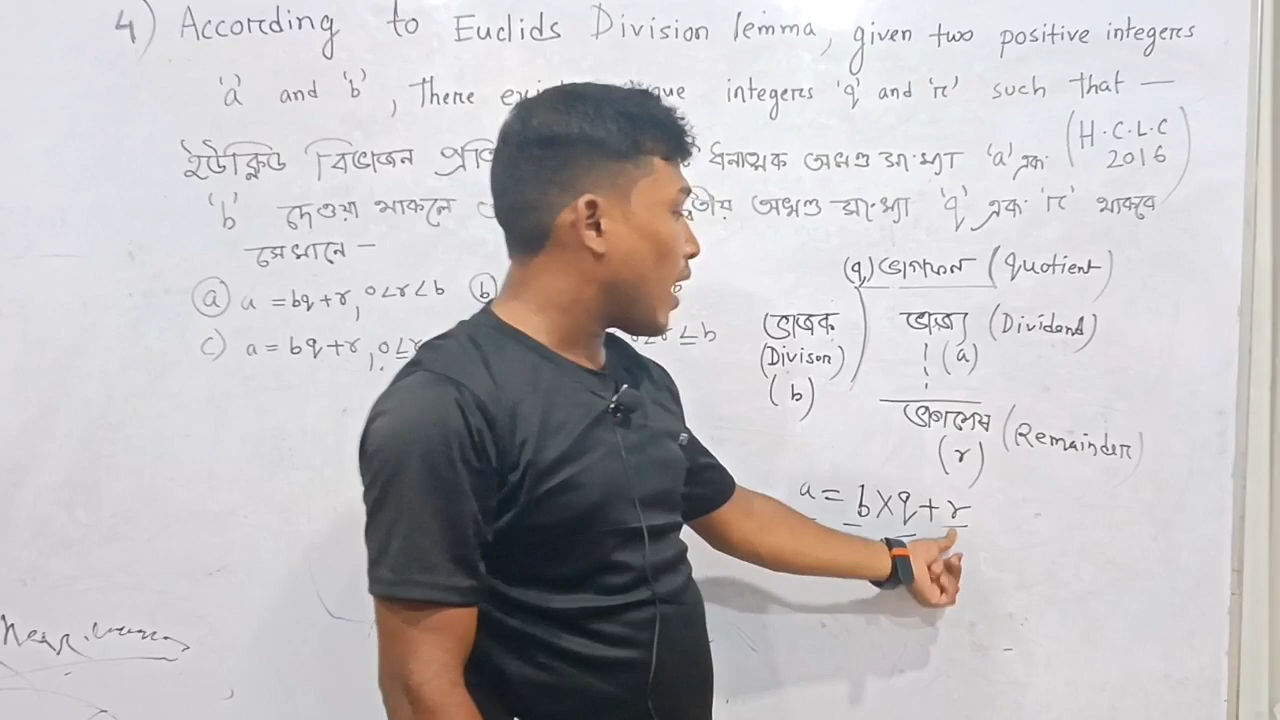 4) According to Euclids Division lemma, given two positive integers
'a' and 'b', There integers 'q' and 'r' such that —
ইউক্লিড বিভাজন ধনাত্মক অখণ্ড সংখ্যা 'a' এবং (H.C.L.C 2016)
'b' দেওয়া থাকলে অখণ্ড সংখ্যা 'q' এবং 'r' থাকবে
সেখানে —
(a) a = bq+r, 0<r<b (b)
c) a = bq+r, 0≤r
(q) ভাগফল (Quotient)
ভাজক ভাজ্য (Dividend)
(Divisor) (a)
(b)
ভাগশেষ (Remainder)
(r)
a = b×q+r